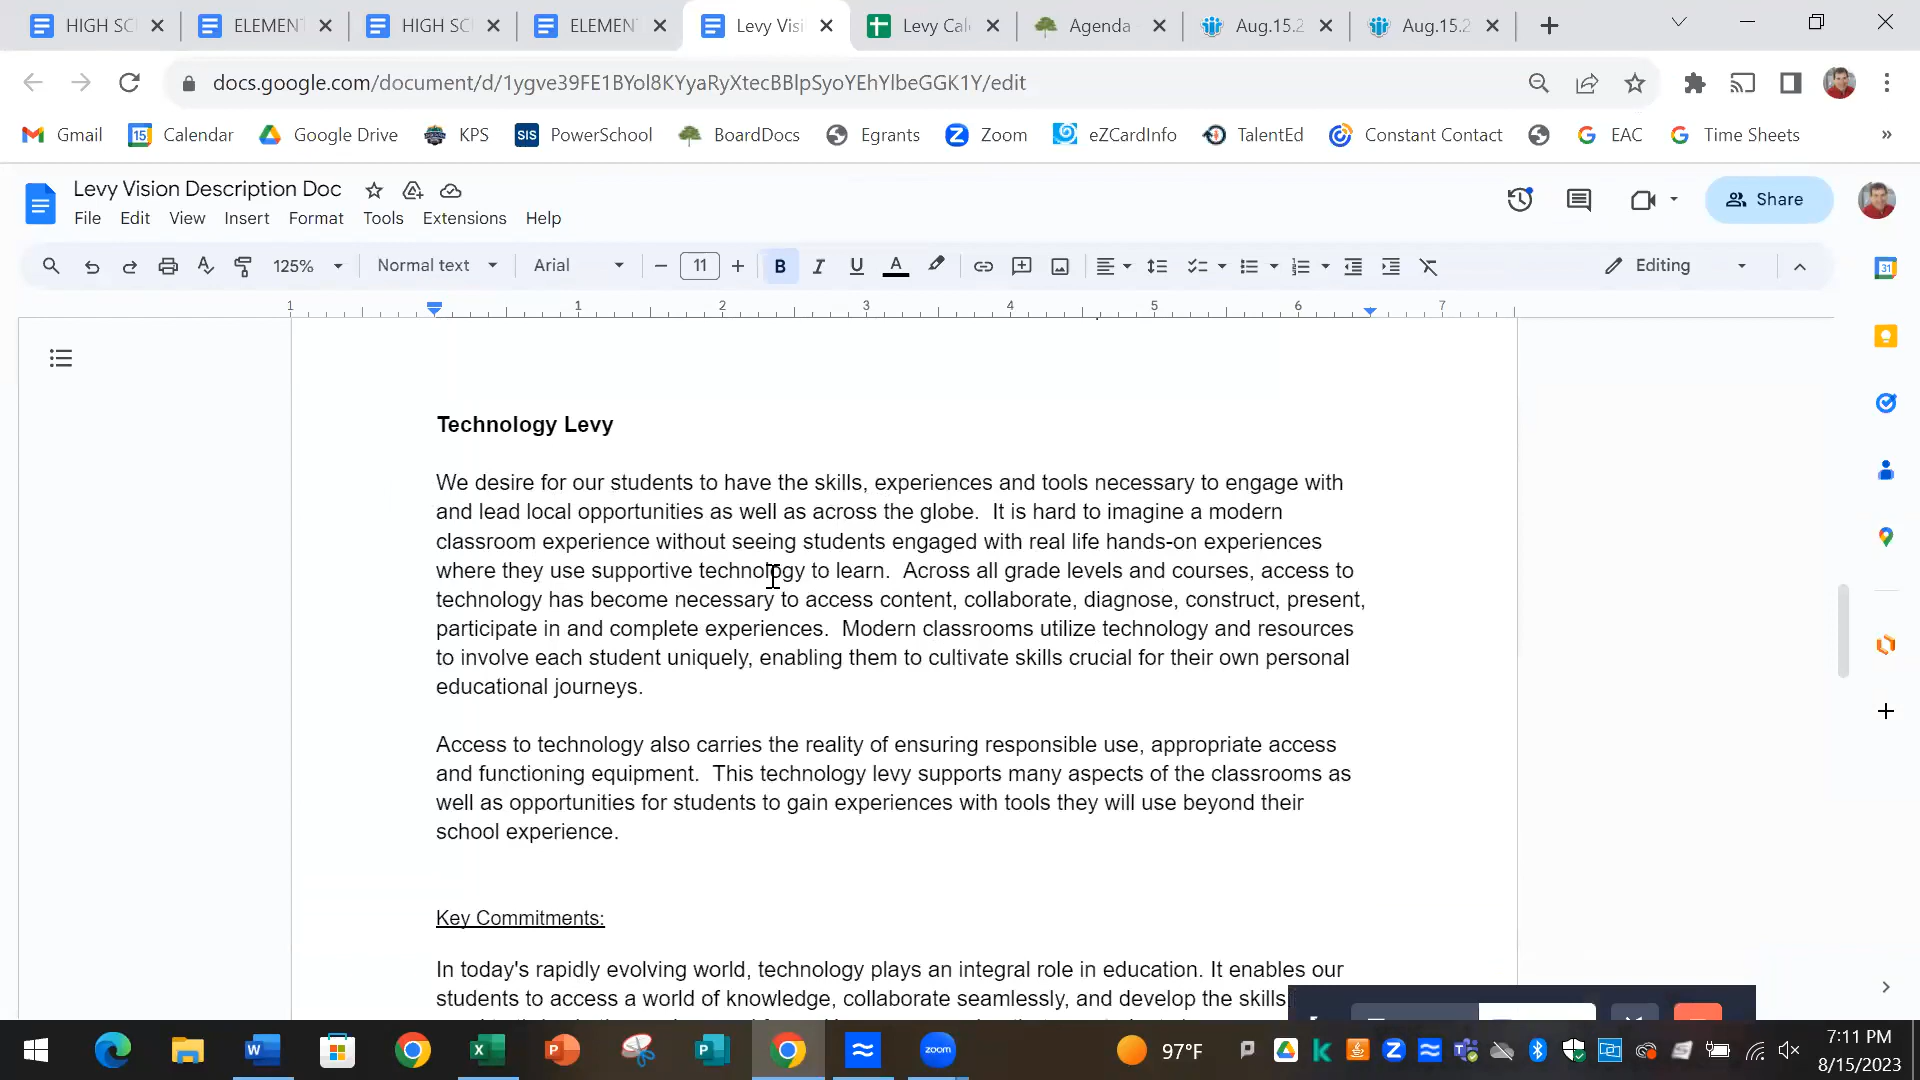 HIGH SC
ELEMEN
HIGH SC
ELEMEN
Levy Visi
Levy Cal
Agenda
Aug.15.2
Aug.15.2
docs.google.com/document/d/1ygve39FE1BYol8KYyaRyXtecBBlpSyoYEhYlbeGGK1Y/edit
Gmail
Calendar
Google Drive
KPS
SIS
PowerSchool
BoardDocs
Egrants
Zoom
eZCardInfo
TalentEd
Constant Contact
EAC
Time Sheets
Levy Vision Description Doc
File Edit View Insert Format Tools Extensions Help
Share
125%
Normal text
Arial
11
B I U A
Editing
1 1 2 3 4 5 6 7
Technology Levy
We desire for our students to have the skills, experiences and tools necessary to engage with
and lead local opportunities as well as across the globe. It is hard to imagine a modern
classroom experience without seeing students engaged with real life hands-on experiences
where they use supportive technology to learn. Across all grade levels and courses, access to
technology has become necessary to access content, collaborate, diagnose, construct, present,
participate in and complete experiences. Modern classrooms utilize technology and resources
to involve each student uniquely, enabling them to cultivate skills crucial for their own personal
educational journeys.
Access to technology also carries the reality of ensuring responsible use, appropriate access
and functioning equipment. This technology levy supports many aspects of the classrooms as
well as opportunities for students to gain experiences with tools they will use beyond their
school experience.
Key Commitments:
In today's rapidly evolving world, technology plays an integral role in education. It enables our
students to access a world of knowledge, collaborate seamlessly, and develop the skills
zoom
97°F
7:11 PM
8/15/2023